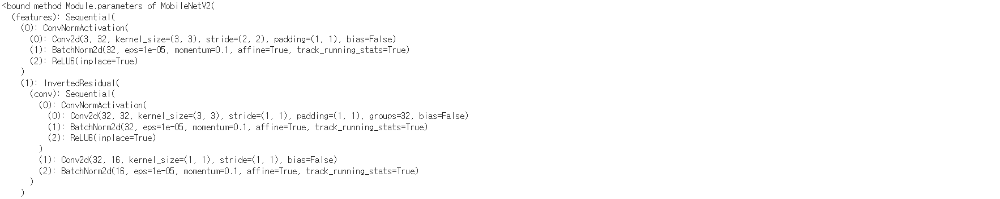 <bound method Module.parameters of MobileNetV2(
  (features): Sequential(
    (0): ConvNormActivation(
      (0): Conv2d(3, 32, kernel_size=(3, 3), stride=(2, 2), padding=(1, 1), bias=False)
      (1): BatchNorm2d(32, eps=1e-05, momentum=0.1, affine=True, track_running_stats=True)
      (2): ReLU6(inplace=True)
    )
    (1): InvertedResidual(
      (conv): Sequential(
        (0): ConvNormActivation(
          (0): Conv2d(32, 32, kernel_size=(3, 3), stride=(1, 1), padding=(1, 1), groups=32, bias=False)
          (1): BatchNorm2d(32, eps=1e-05, momentum=0.1, affine=True, track_running_stats=True)
          (2): ReLU6(inplace=True)
        )
        (1): Conv2d(32, 16, kernel_size=(1, 1), stride=(1, 1), bias=False)
        (2): BatchNorm2d(16, eps=1e-05, momentum=0.1, affine=True, track_running_stats=True)
      )
    )